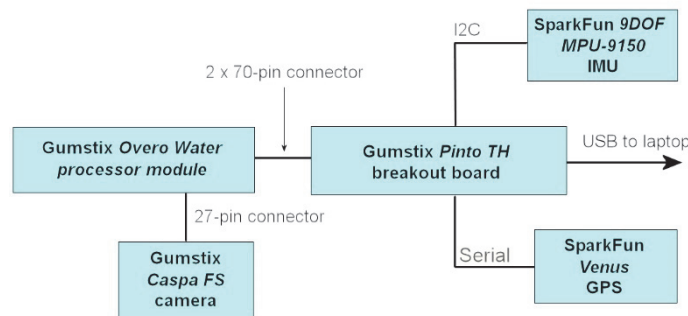 I2C
SparkFun 9DOF
MPU-9150
IMU
2 x 70-pin connector
Gumstix Overo Water
processor module
Gumstix Pinto TH
breakout board
USB to laptop
27-pin connector
Gumstix
Caspa FS
camera
Serial
SparkFun
Venus
GPS